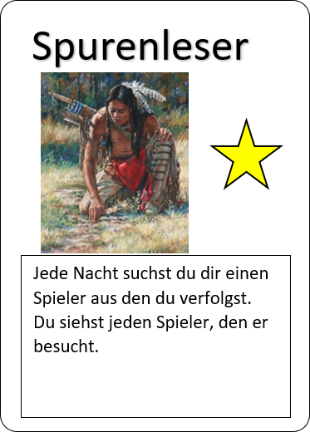 Spurenleser
Jede Nacht suchst du dir einen
Spieler aus den du verfolgst.
Du siehst jeden Spieler, den er
besucht.